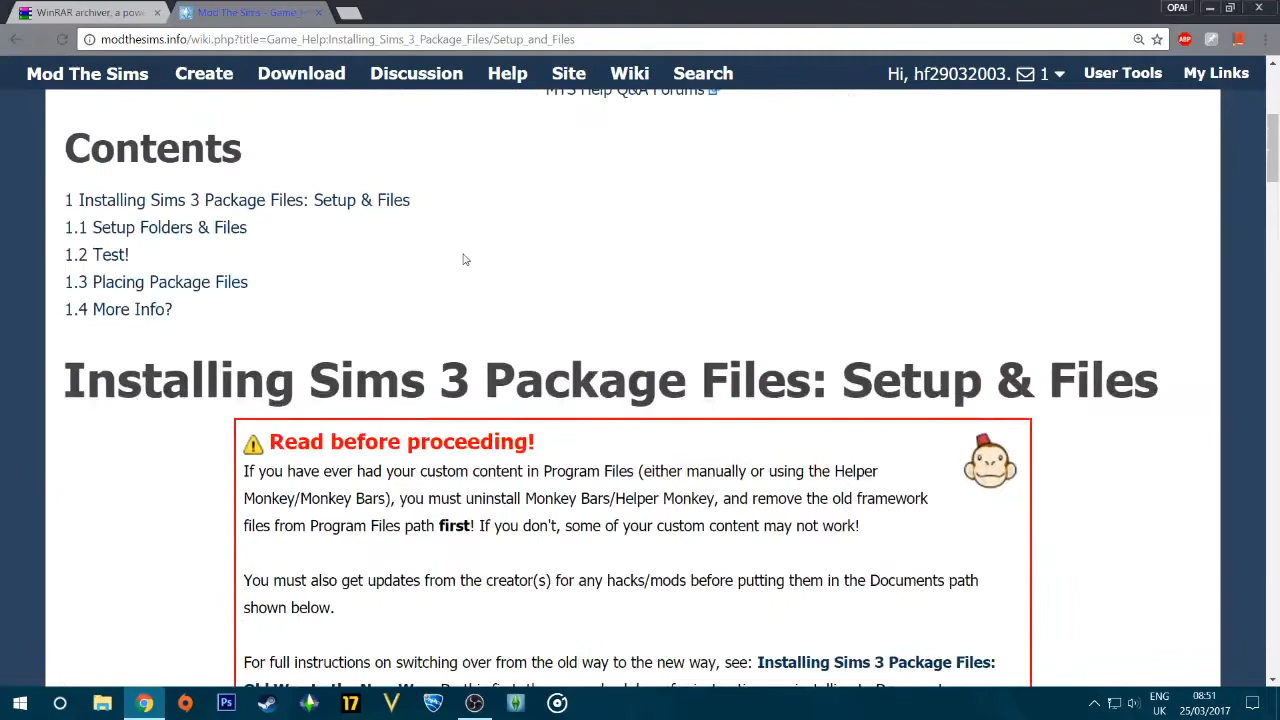 WinRAR archiver, a pow
Mod The Sims - Game_H
OPAI
modthesims.info/wiki.php?title=Game_Help:Installing_Sims_3_Package_Files/Setup_and_Files
ABP
Mod The Sims Create Download Discussion Help Site Wiki Search Hi, hf29032003. 1 User Tools My Links
MTS Help Q&A Forums
Contents
1 Installing Sims 3 Package Files: Setup & Files
1.1 Setup Folders & Files
1.2 Test!
1.3 Placing Package Files
1.4 More Info?
Installing Sims 3 Package Files: Setup & Files
Read before proceeding!
If you have ever had your custom content in Program Files (either manually or using the Helper
Monkey/Monkey Bars), you must uninstall Monkey Bars/Helper Monkey, and remove the old framework
files from Program Files path first! If you don't, some of your custom content may not work!
You must also get updates from the creator(s) for any hacks/mods before putting them in the Documents path
shown below.
For full instructions on switching over from the old way to the new way, see: Installing Sims 3 Package Files:
Ps 17 V
ENG 08:51
UK 25/03/2017